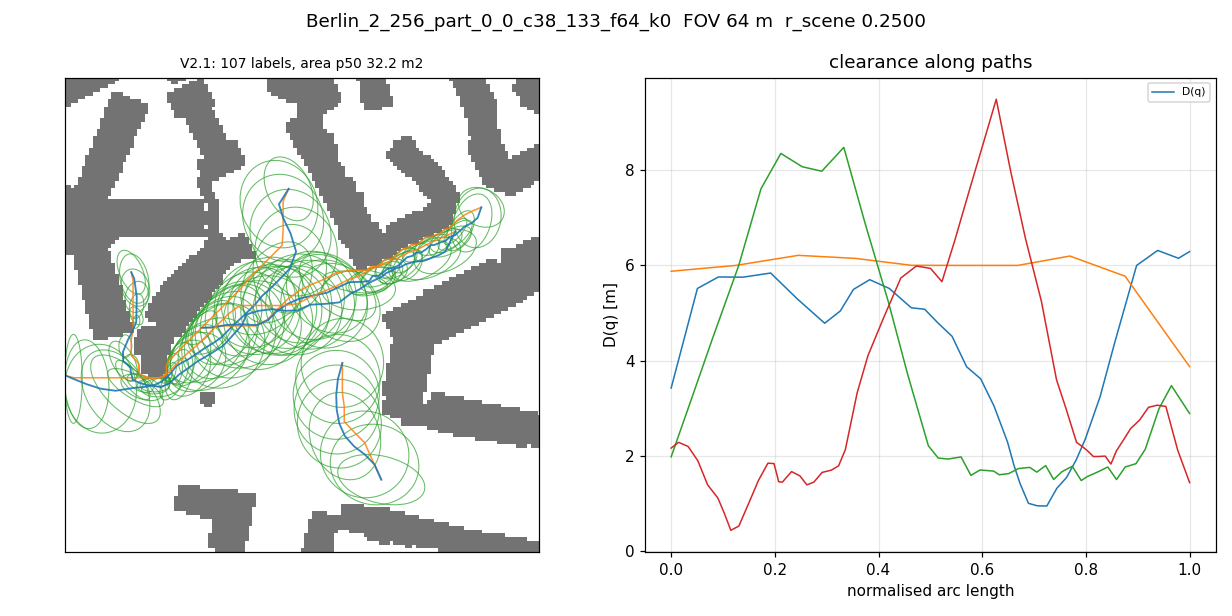 Berlin_2_256_part_0_0_c38_133_f64_k0  FOV 64 m  r_scene 0.2500
V2.1: 107 labels, area p50 32.2 m2
clearance along paths
D(q)
D(q) [m]
8
6
4
2
0
0.0 0.2 0.4 0.6 0.8 1.0
normalised arc length